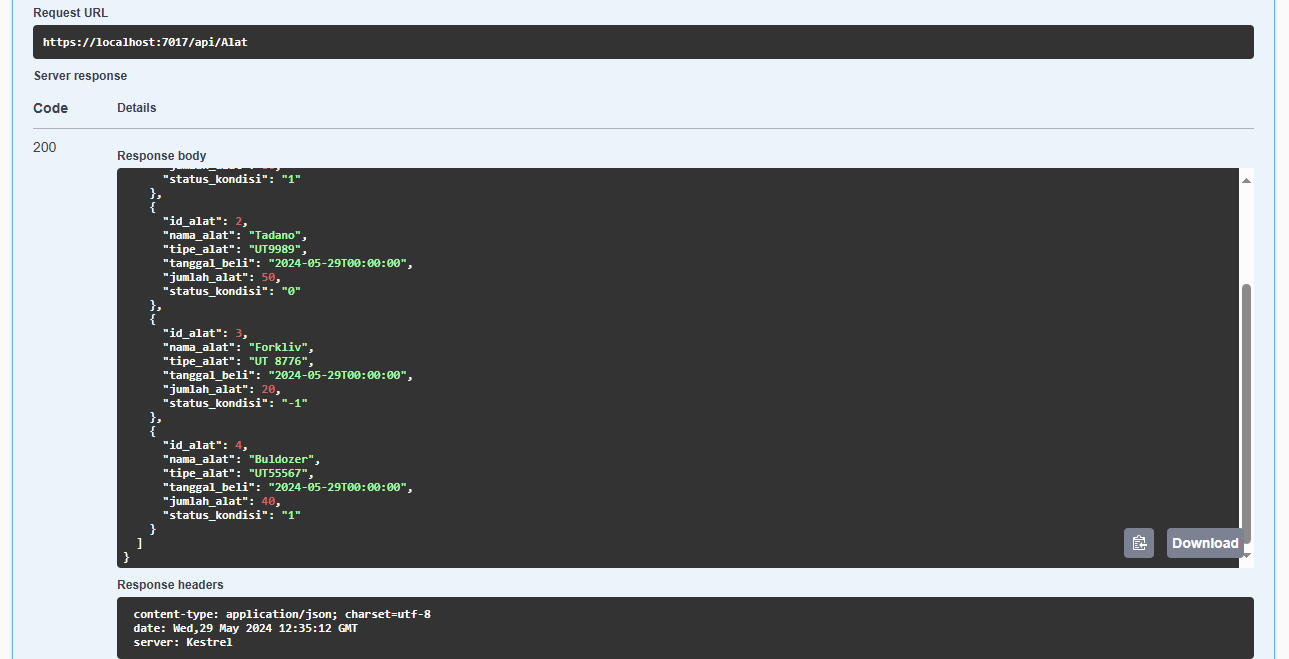 Request URL
https://localhost:7017/api/Alat
Server response
Code Details
200
Response body
"status_kondisi": "1"
},
{
"id_alat": 2,
"nama_alat": "Tadano",
"tipe_alat": "UT9989",
"tanggal_beli": "2024-05-29T00:00:00",
"jumlah_alat": 50,
"status_kondisi": "0"
},
{
"id_alat": 3,
"nama_alat": "Forkliv",
"tipe_alat": "UT 8776",
"tanggal_beli": "2024-05-29T00:00:00",
"jumlah_alat": 20,
"status_kondisi": "-1"
},
{
"id_alat": 4,
"nama_alat": "Buldozer",
"tipe_alat": "UT55567",
"tanggal_beli": "2024-05-29T00:00:00",
"jumlah_alat": 40,
"status_kondisi": "1"
}
]
}
Download
Response headers
content-type: application/json; charset=utf-8
date: Wed,29 May 2024 12:35:12 GMT
server: Kestrel